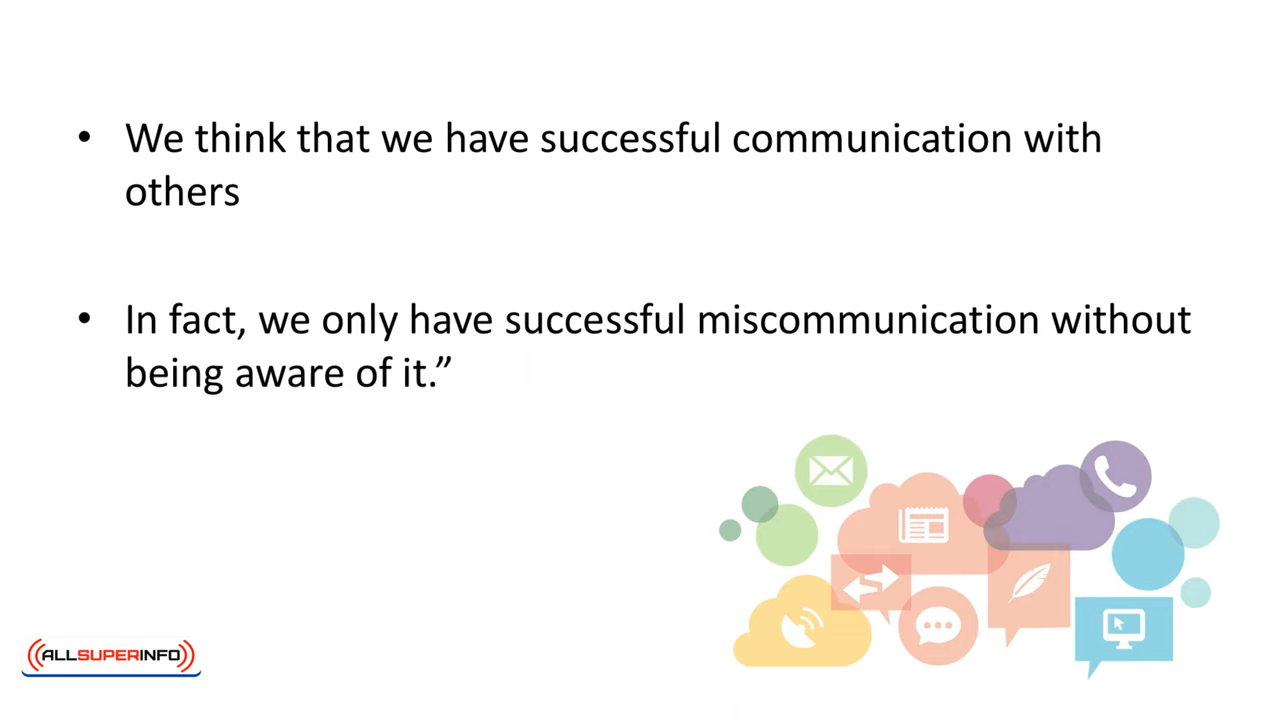 • We think that we have successful communication with
others
• In fact, we only have successful miscommunication without
being aware of it.”
ALLSUPERINFO